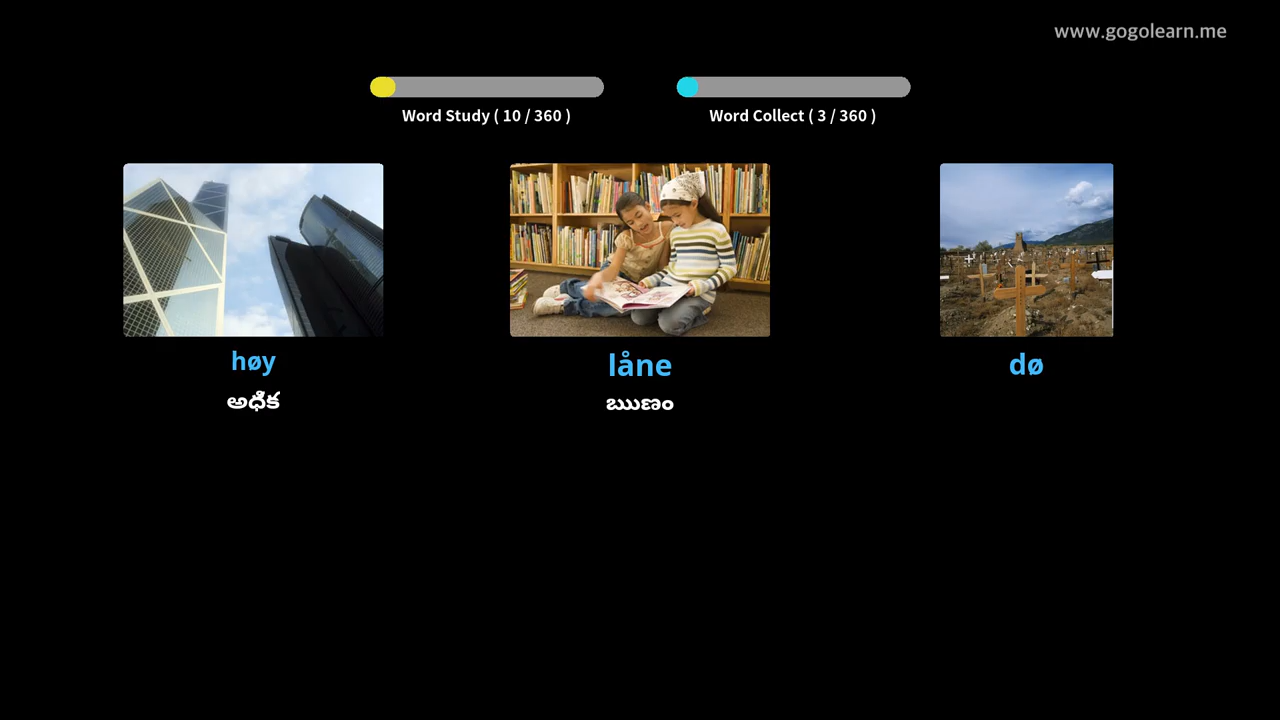 www.gogolearn.me
Word Study ( 10 / 360 )
Word Collect ( 3 / 360 )
høy
låne
dø
అధిక
ఋణం